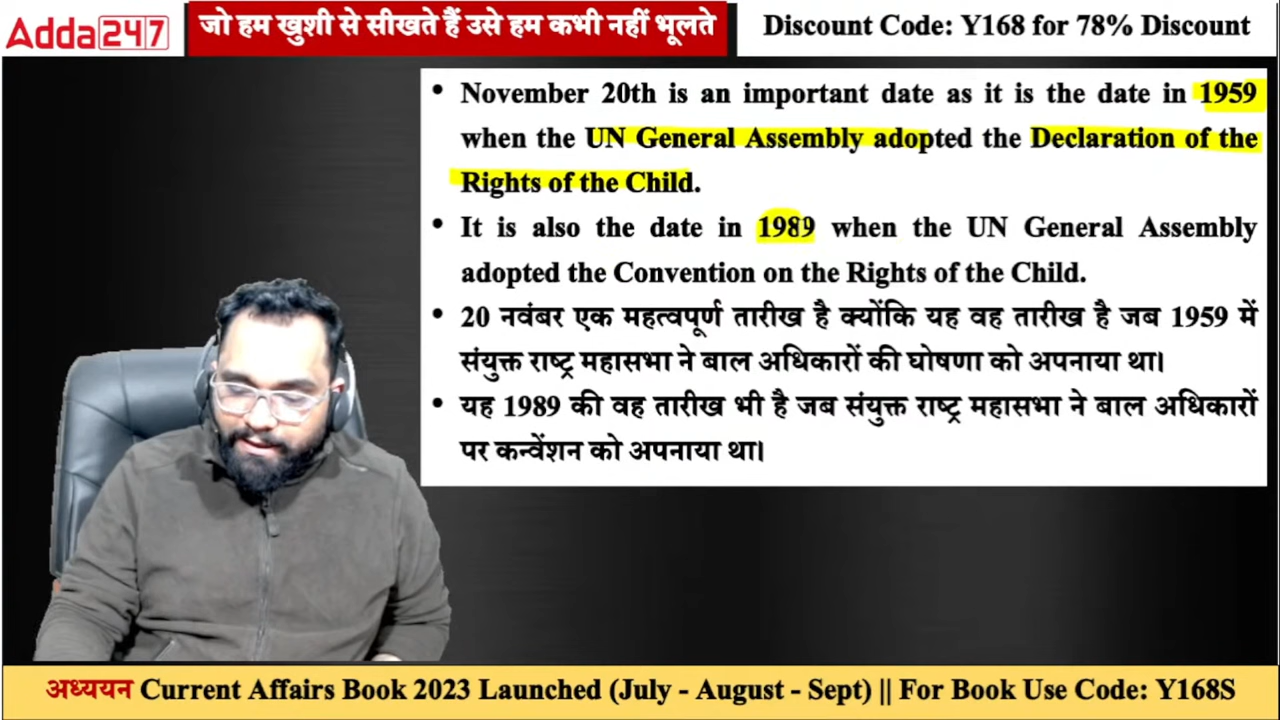 Adda247
जो हम खुशी से सीखते हैं उसे हम कभी नहीं भूलते
Discount Code: Y168 for 78% Discount
• November 20th is an important date as it is the date in 1959
when the UN General Assembly adopted the Declaration of the
Rights of the Child.
• It is also the date in 1989 when the UN General Assembly
adopted the Convention on the Rights of the Child.
• 20 नवंबर एक महत्वपूर्ण तारीख है क्योंकि यह वह तारीख है जब 1959 में
संयुक्त राष्ट्र महासभा ने बाल अधिकारों की घोषणा को अपनाया था।
• यह 1989 की वह तारीख भी है जब संयुक्त राष्ट्र महासभा ने बाल अधिकारों
पर कन्वेंशन को अपनाया था।
अध्ययन Current Affairs Book 2023 Launched (July - August - Sept) || For Book Use Code: Y168S